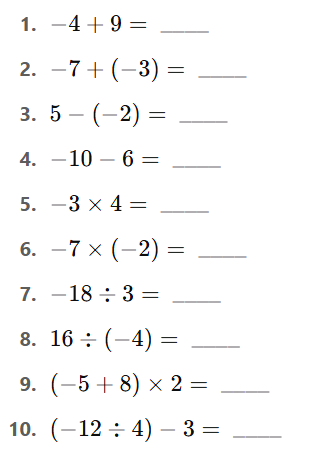 1. −4 + 9 = ____
2. −7 + (−3) = ____
3. 5 − (−2) = ____
4. −10 − 6 = ____
5. −3 × 4 = ____
6. −7 × (−2) = ____
7. −18 ÷ 3 = ____
8. 16 ÷ (−4) = ____
9. (−5 + 8) × 2 = ____
10. (−12 ÷ 4) − 3 = ____